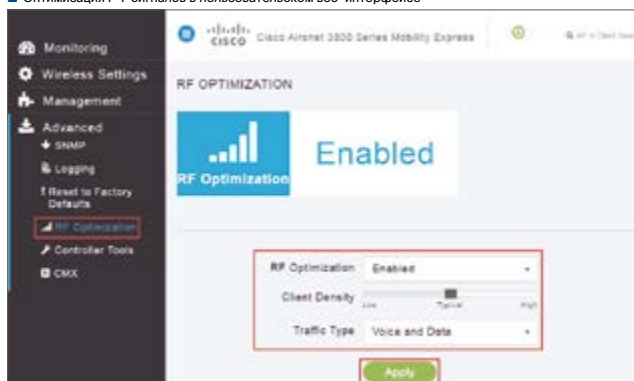 Оптимизация РЧ-сигналов в пользовательском веб-интерфейсе
CISCO Cisco Aironet 3800 Series Mobility Express
Monitoring
Wireless Settings
Management
Advanced
SNMP
Logging
Reset to Factory Defaults
RF Optimization
Controller Tools
CMX
RF OPTIMIZATION
RF Optimization
Enabled
RF Optimization Enabled
Client Density
Low Typical High
Traffic Type Voice and Data
Apply